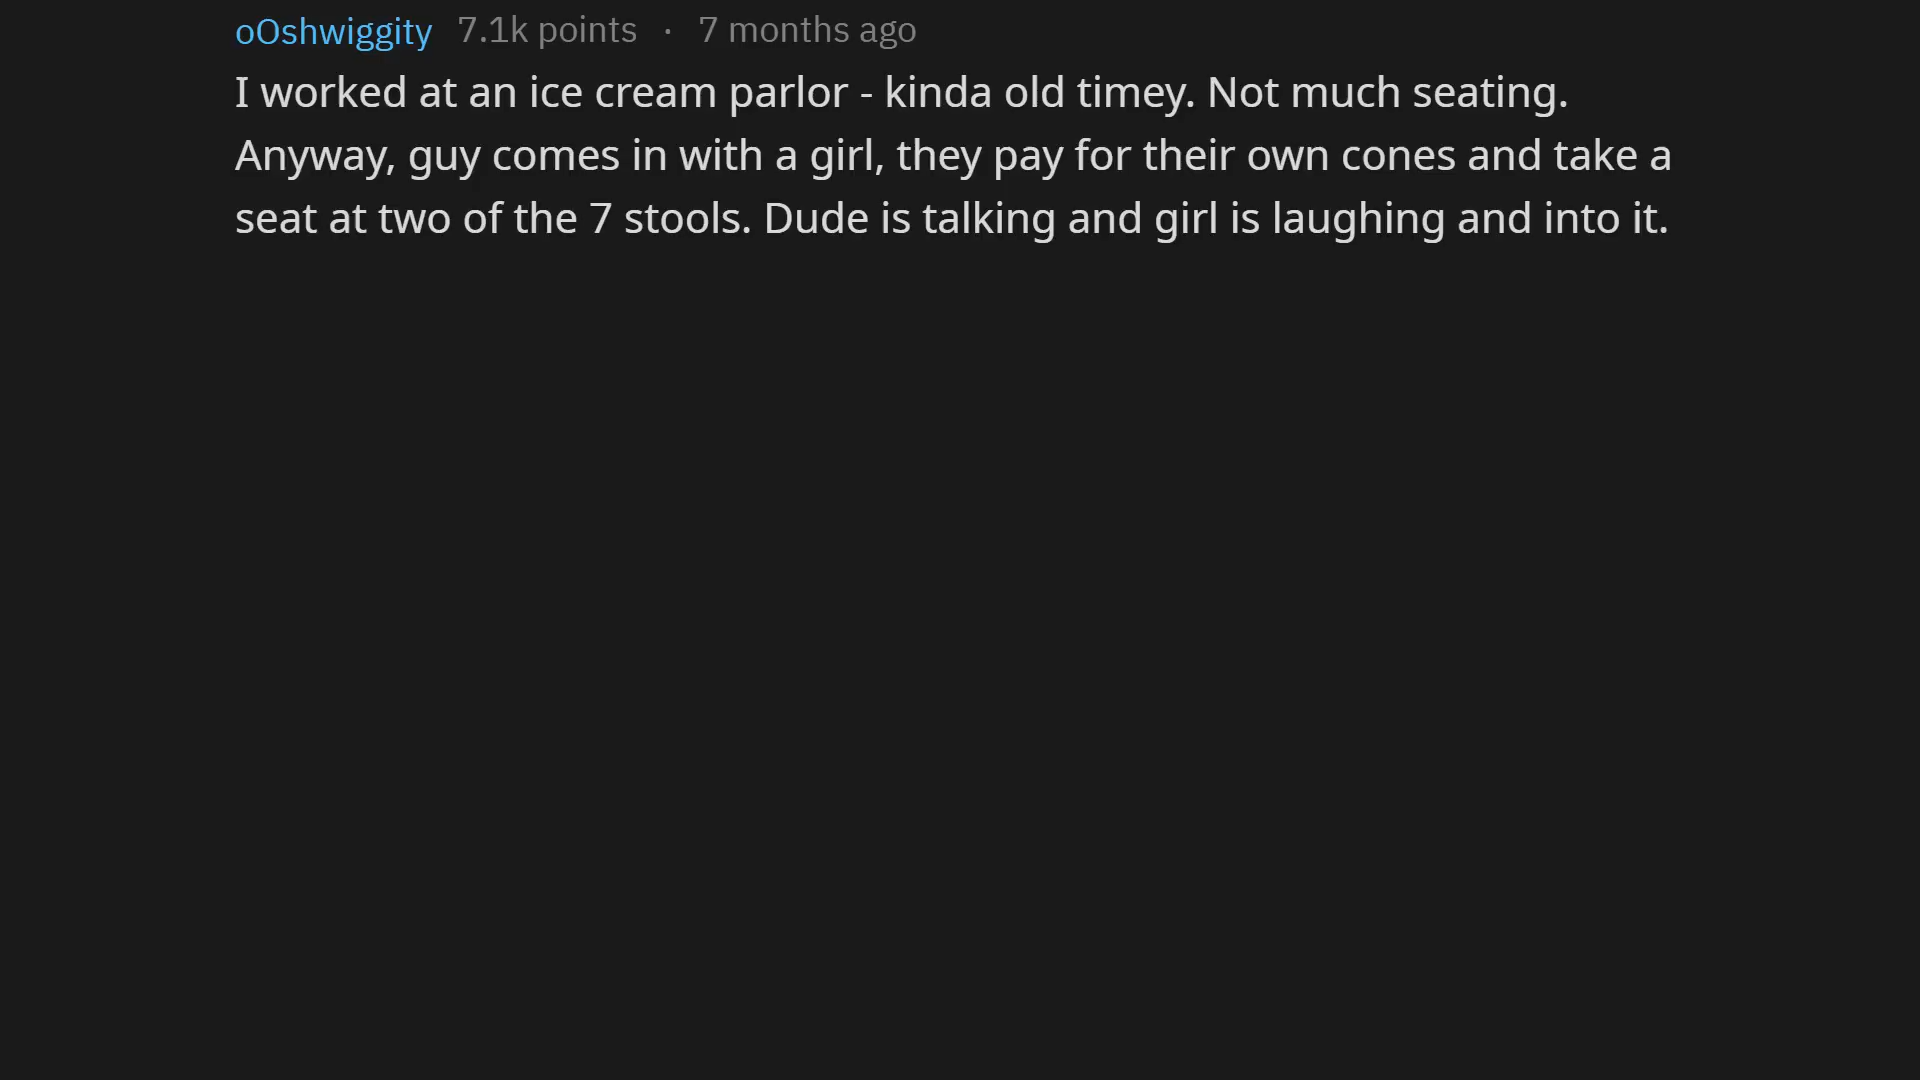 oOshwiggity 7.1k points · 7 months ago
I worked at an ice cream parlor - kinda old timey. Not much seating.
Anyway, guy comes in with a girl, they pay for their own cones and take a
seat at two of the 7 stools. Dude is talking and girl is laughing and into it.